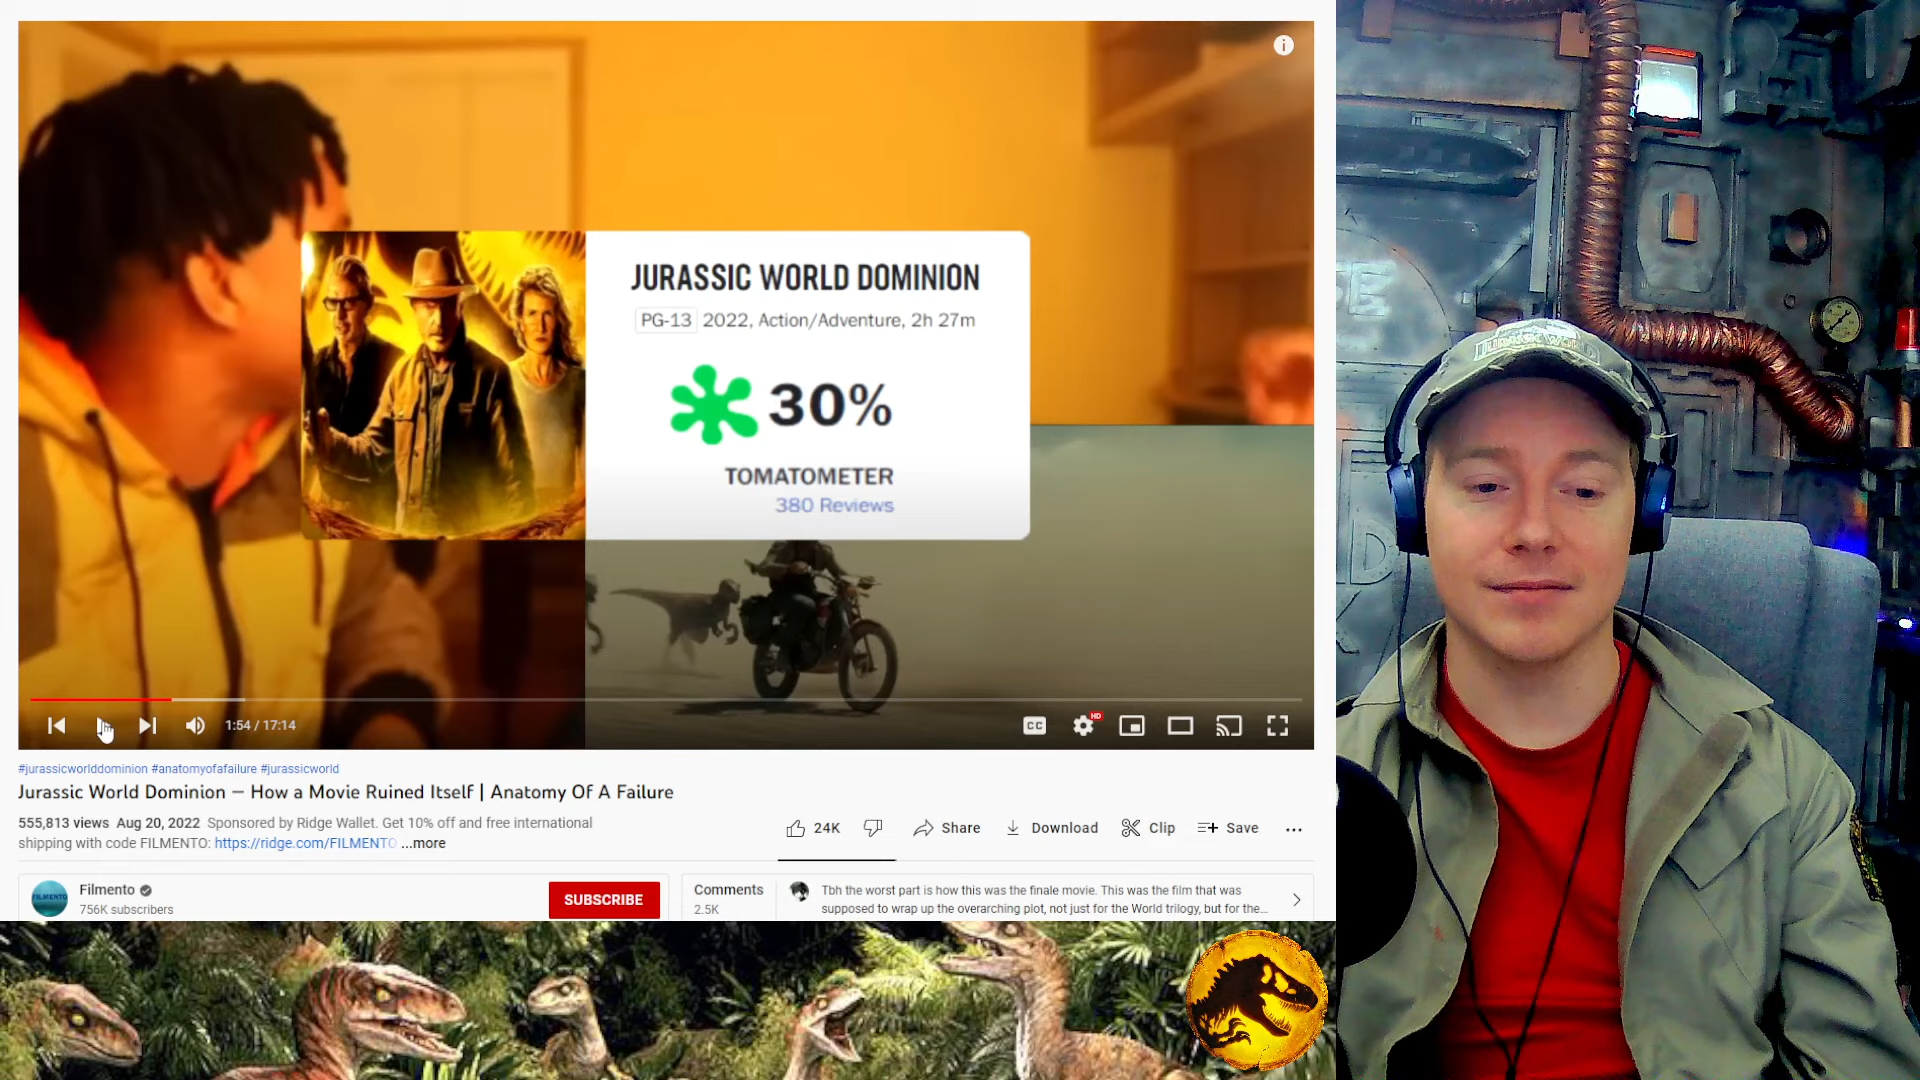 JURASSIC WORLD DOMINION
PG-13 2022, Action/Adventure, 2h 27m
30%
TOMATOMETER
380 Reviews
1:54 / 17:14
CC
HD
#jurassicworlddominion #anatomyofafailure #jurassicworld
Jurassic World Dominion – How a Movie Ruined Itself | Anatomy Of A Failure
555,813 views Aug 20, 2022 Sponsored by Ridge Wallet. Get 10% off and free international
shipping with code FILMENTO: https://ridge.com/FILMENTO ...more
24K
Share
Download
Clip
Save
FILMENTO
Filmento
756K subscribers
SUBSCRIBE
Comments
2.5K
Tbh the worst part is how this was the finale movie. This was the film that was
supposed to wrap up the overarching plot, not just for the World trilogy, but for the...
JURASSIC WORLD